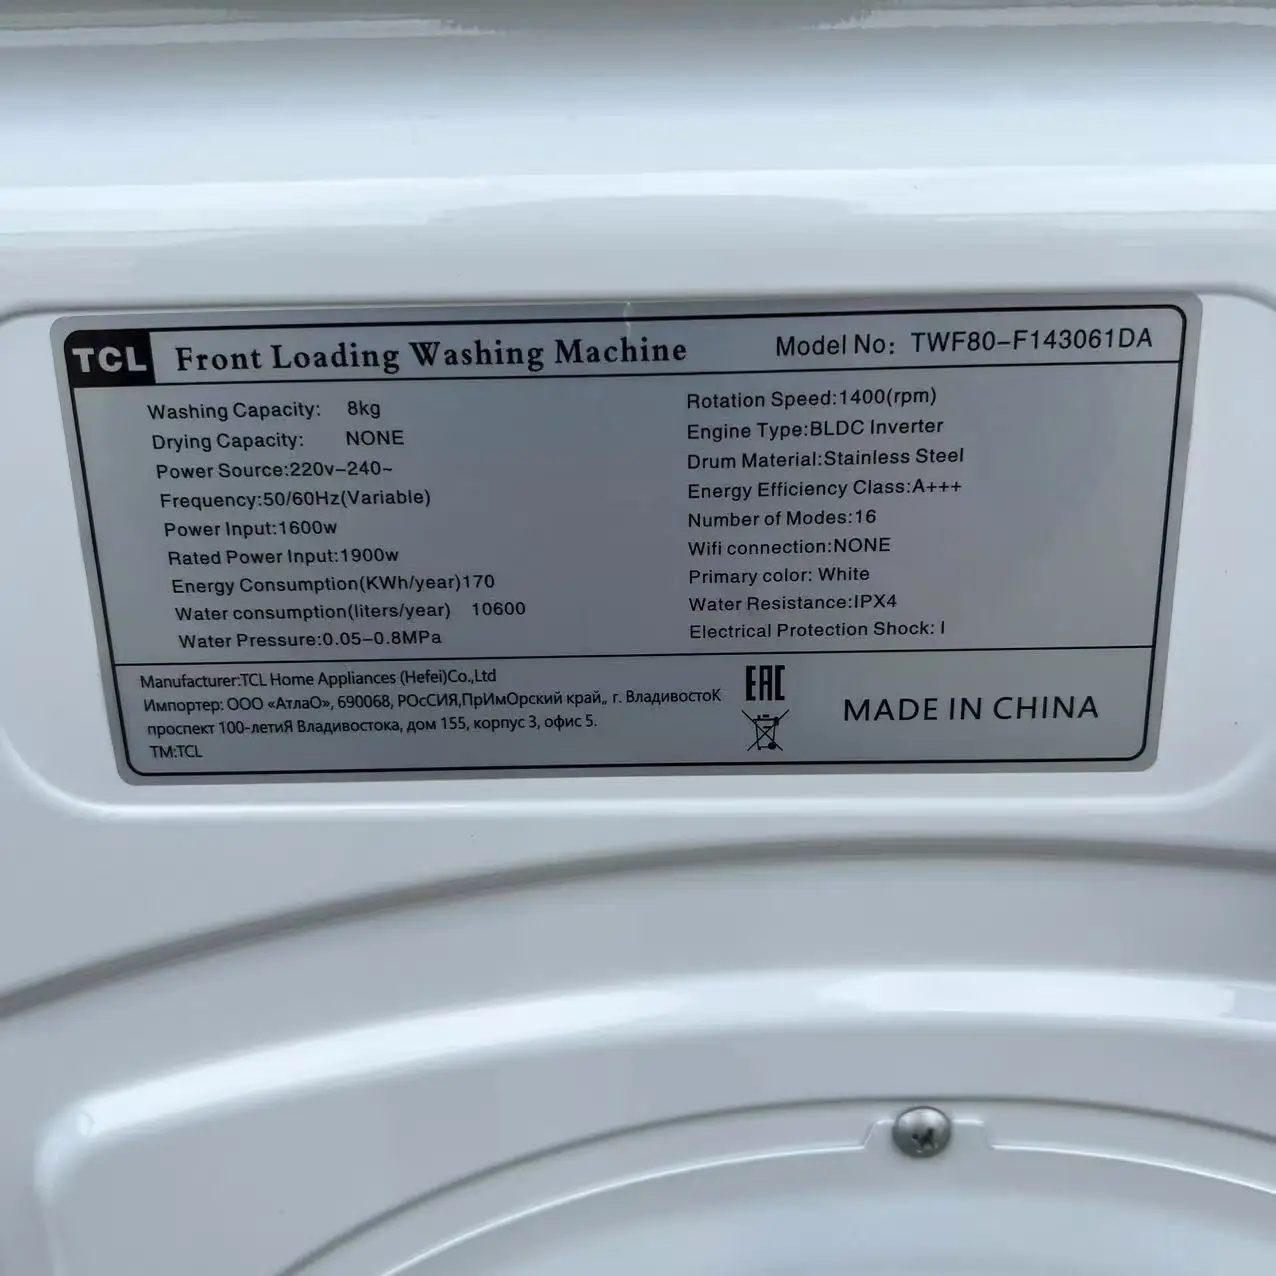 TCL Front Loading Washing Machine Model No: TWF80-F143061DA
Washing Capacity: 8kg
Drying Capacity: NONE
Power Source:220v-240~
Frequency:50/60Hz(Variable)
Power Input:1600w
Rated Power Input:1900w
Energy Consumption(KWh/year)170
Water consumption(liters/year) 10600
Water Pressure:0.05-0.8MPa
Rotation Speed:1400(rpm)
Engine Type:BLDC Inverter
Drum Material:Stainless Steel
Energy Efficiency Class:A+++
Number of Modes:16
Wifi connection:NONE
Primary color: White
Water Resistance:IPX4
Electrical Protection Shock: I
Manufacturer:TCL Home Appliances (Hefei)Co.,Ltd
Импортер: ООО «АтлаО», 690068, РОсСИЯ,ПрИмОрский край,, г. ВладивостоК
проспект 100-летиЯ Владивостока, дом 155, корпус 3, офис 5.
TM:TCL
EAC
MADE IN CHINA